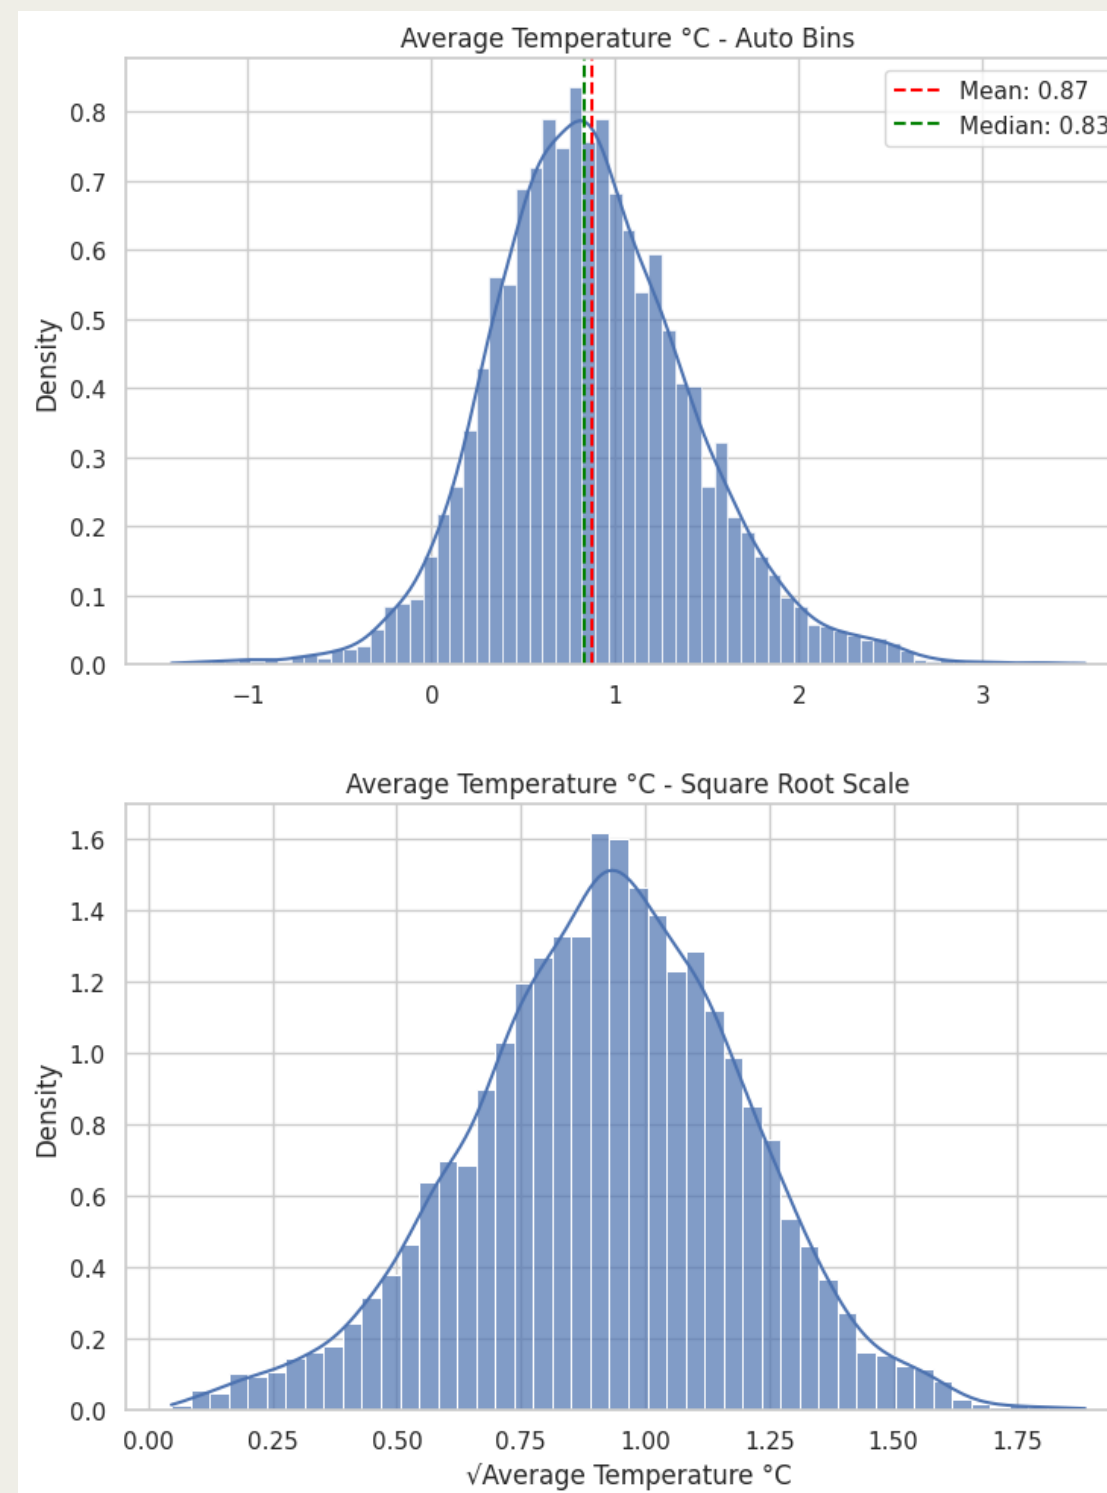 Average Temperature °C - Auto Bins
Mean: 0.87
Median: 0.83
Density
0.8
0.7
0.6
0.5
0.4
0.3
0.2
0.1
0.0
−1 0 1 2 3
Average Temperature °C - Square Root Scale
Density
1.6
1.4
1.2
1.0
0.8
0.6
0.4
0.2
0.0
0.00 0.25 0.50 0.75 1.00 1.25 1.50 1.75
√Average Temperature °C